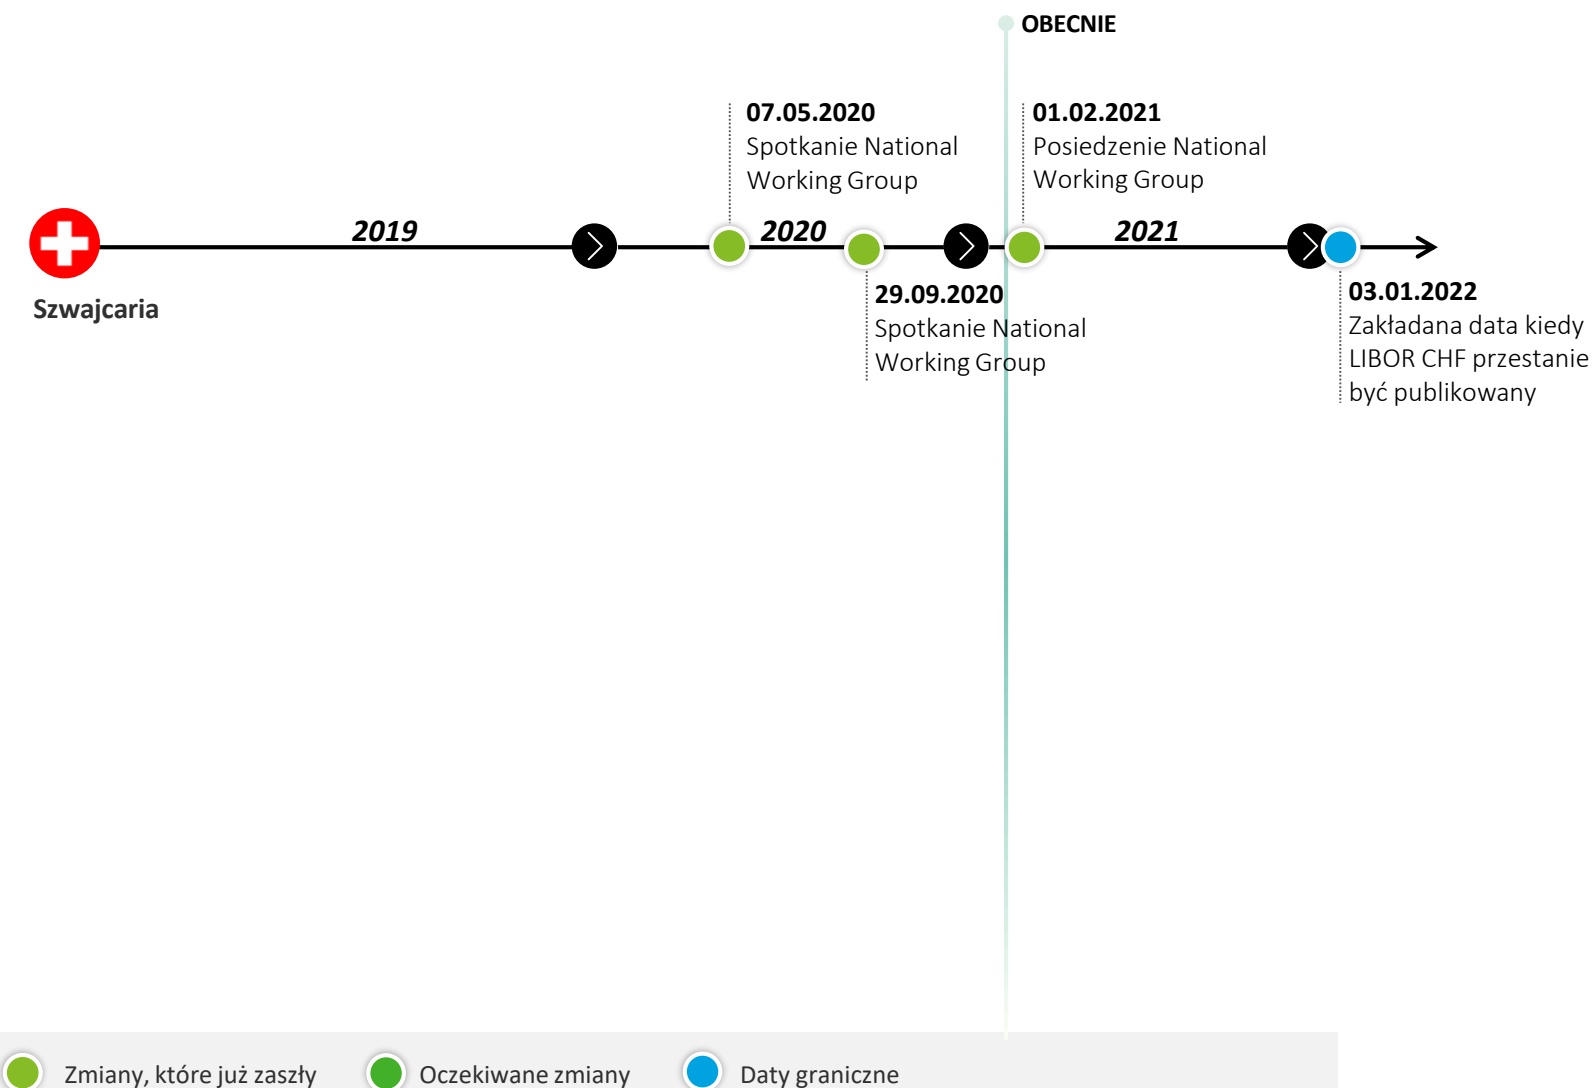 OBECNIE
07.05.2020
Spotkanie National
Working Group
01.02.2021
Posiedzenie National
Working Group
2019
2020
2021
Szwajcaria
29.09.2020
Spotkanie National
Working Group
03.01.2022
Zakładana data kiedy
LIBOR CHF przestanie
być publikowany
Zmiany, które już zaszły
Oczekiwane zmiany
Daty graniczne